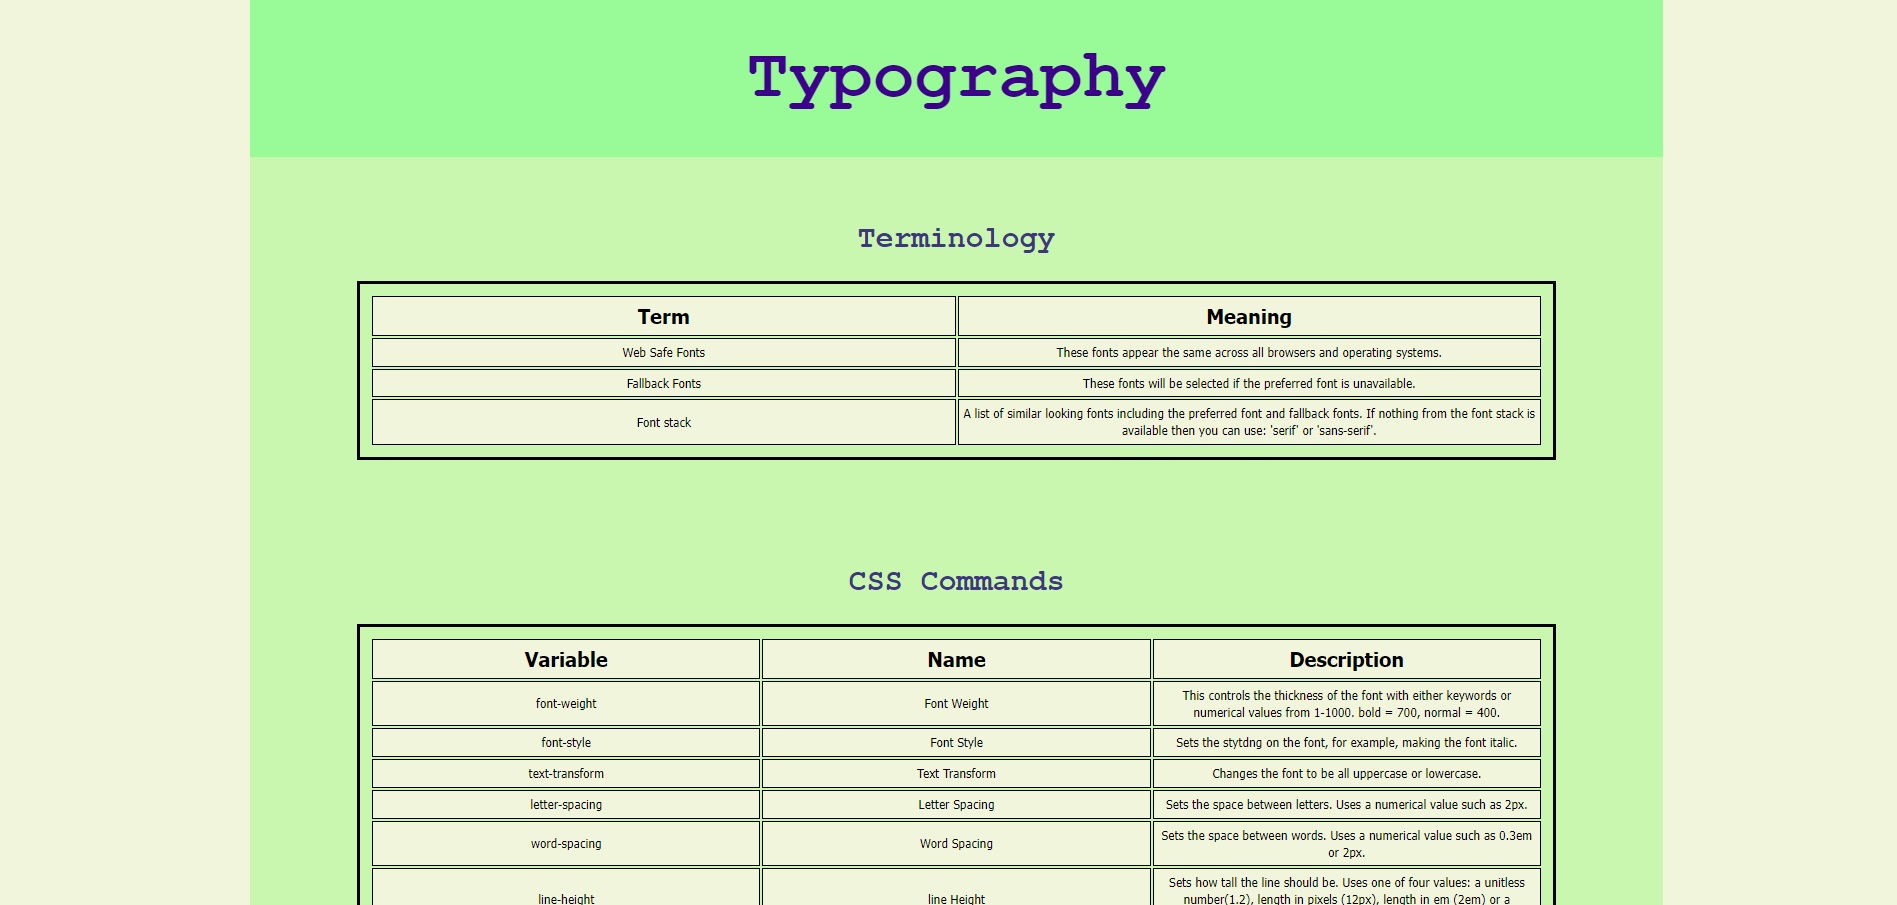 Typography
Terminology
Term Meaning
Web Safe Fonts These fonts appear the same across all browsers and operating systems.
Fallback Fonts These fonts will be selected if the preferred font is unavailable.
Font stack A list of similar looking fonts including the preferred font and fallback fonts. If nothing from the font stack is
available then you can use: 'serif' or 'sans-serif'.
CSS Commands
Variable Name Description
font-weight Font Weight This controls the thickness of the font with either keywords or
numerical values from 1-1000. bold = 700, normal = 400.
font-style Font Style Sets the stytdng on the font, for example, making the font italic.
text-transform Text Transform Changes the font to be all uppercase or lowercase.
letter-spacing Letter Spacing Sets the space between letters. Uses a numerical value such as 2px.
word-spacing Word Spacing Sets the space between words. Uses a numerical value such as 0.3em
or 2px.
line-height line Height Sets how tall the line should be. Uses one of four values: a unitless
number(1.2), length in pixels (12px), length in em (2em) or a